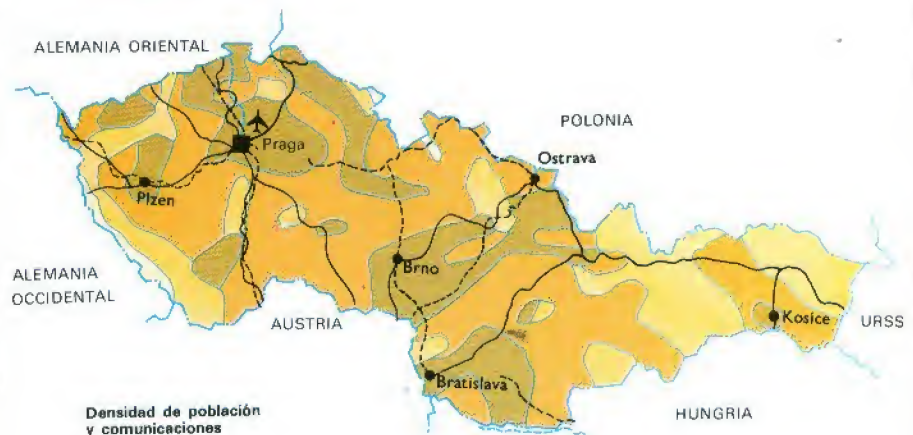 ALEMANIA ORIENTAL
POLONIA
Praga
Ostrava
Plzen
Brno
ALEMANIA
OCCIDENTAL
AUSTRIA
Kosice
URSS
Bratislava
HUNGRIA
Densidad de población
y comunicaciones